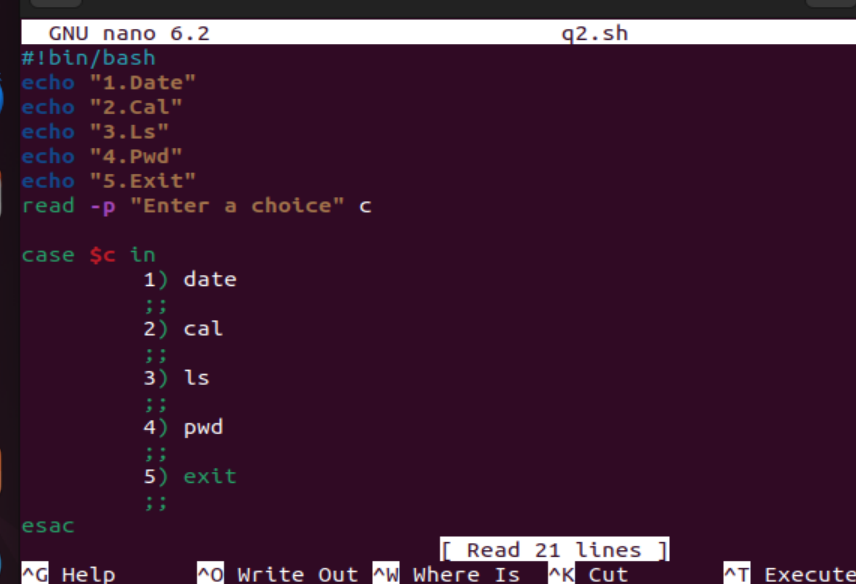 GNU nano 6.2 q2.sh
#!bin/bash
echo "1.Date"
echo "2.Cal"
echo "3.Ls"
echo "4.Pwd"
echo "5.Exit"
read -p "Enter a choice" c
case $c in
1) date
;;
2) cal
;;
3) ls
;;
4) pwd
;;
5) exit
;;
esac
[ Read 21 lines ]
^G Help ^O Write Out ^W Where Is ^K Cut ^T Execute